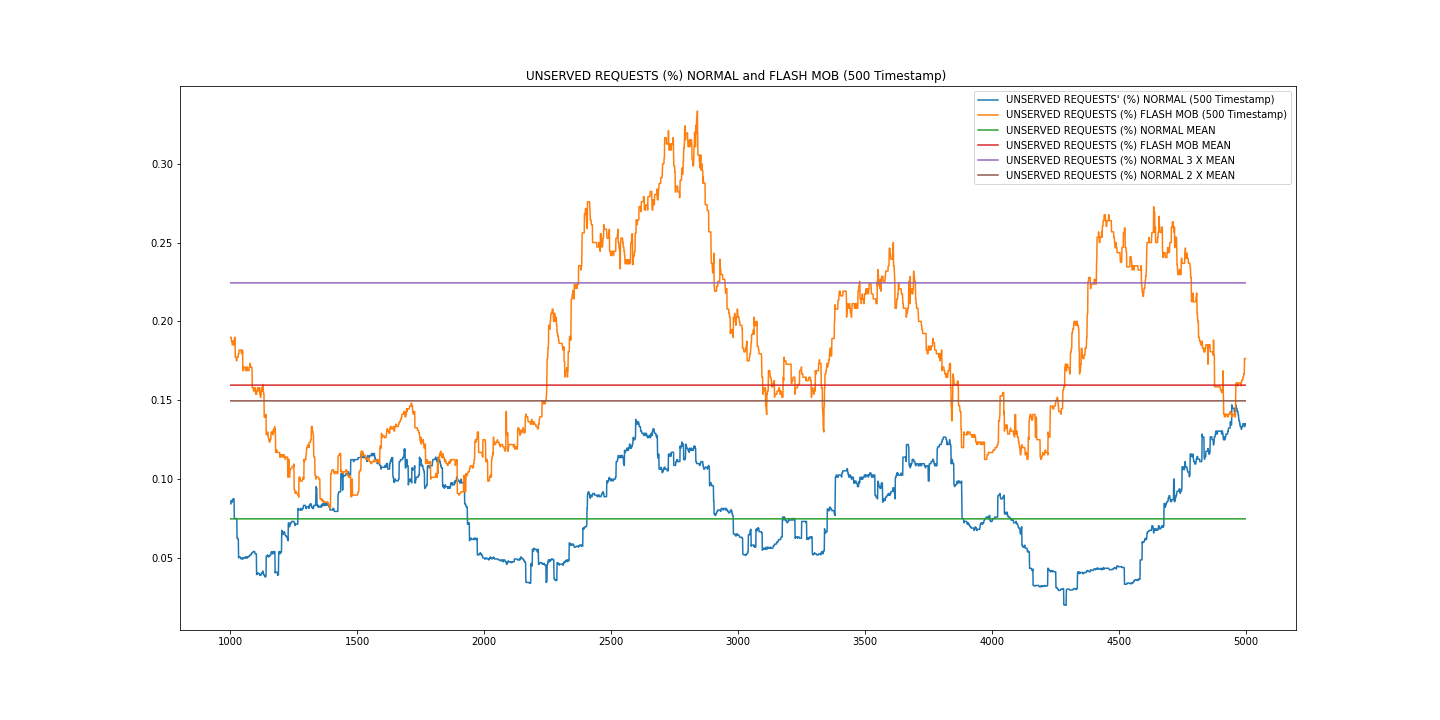 UNSERVED REQUESTS (%) NORMAL and FLASH MOB (500 Timestamp)
UNSERVED REQUESTS' (%) NORMAL (500 Timestamp)
UNSERVED REQUESTS (%) FLASH MOB (500 Timestamp)
UNSERVED REQUESTS (%) NORMAL MEAN
UNSERVED REQUESTS (%) FLASH MOB MEAN
UNSERVED REQUESTS (%) NORMAL 3 X MEAN
UNSERVED REQUESTS (%) NORMAL 2 X MEAN
0.30
0.25
0.20
0.15
0.10
0.05
1000 1500 2000 2500 3000 3500 4000 4500 5000